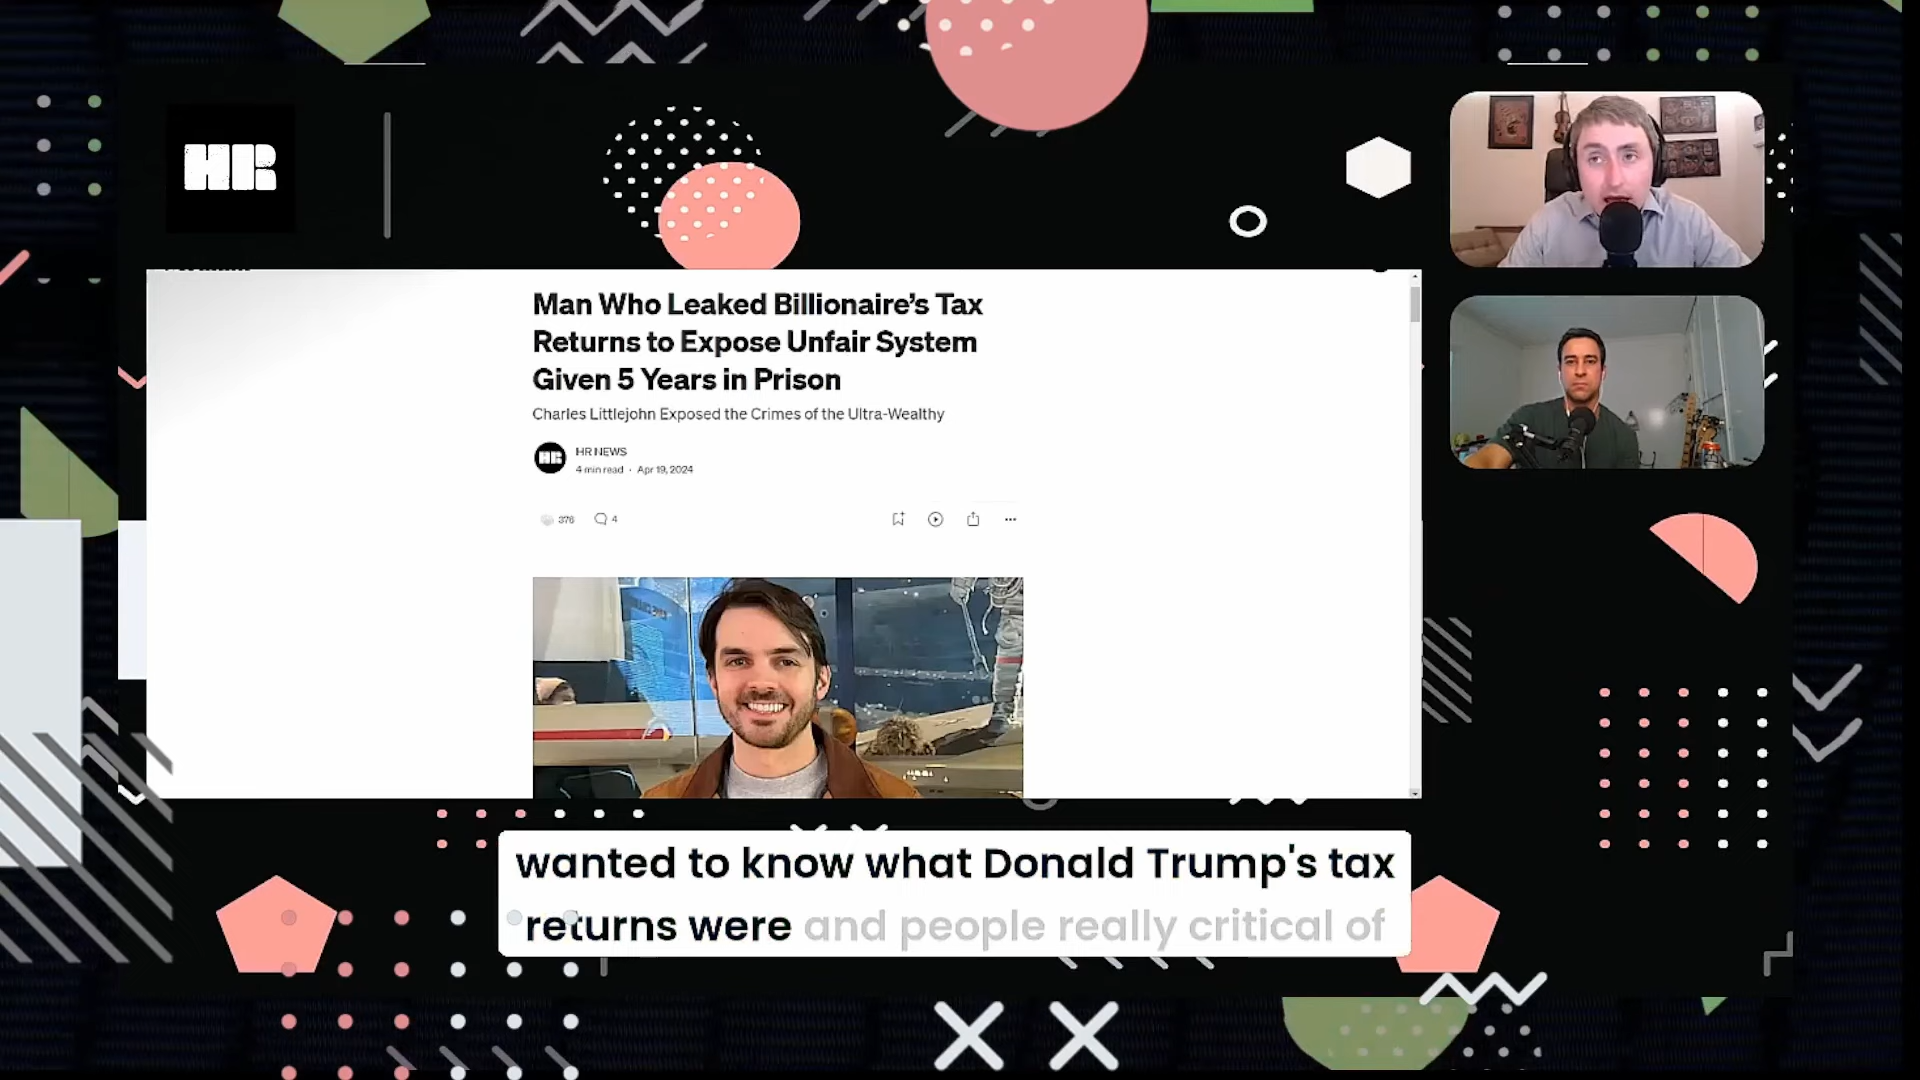 HR
Man Who Leaked Billionaire's Tax
Returns to Expose Unfair System
Given 5 Years in Prison
Charles Littlejohn Exposed the Crimes of the Ultra-Wealthy
HR
HR NEWS
4 min read · Apr 19, 2024
376 4
wanted to know what Donald Trump's tax
returns were and people really critical of